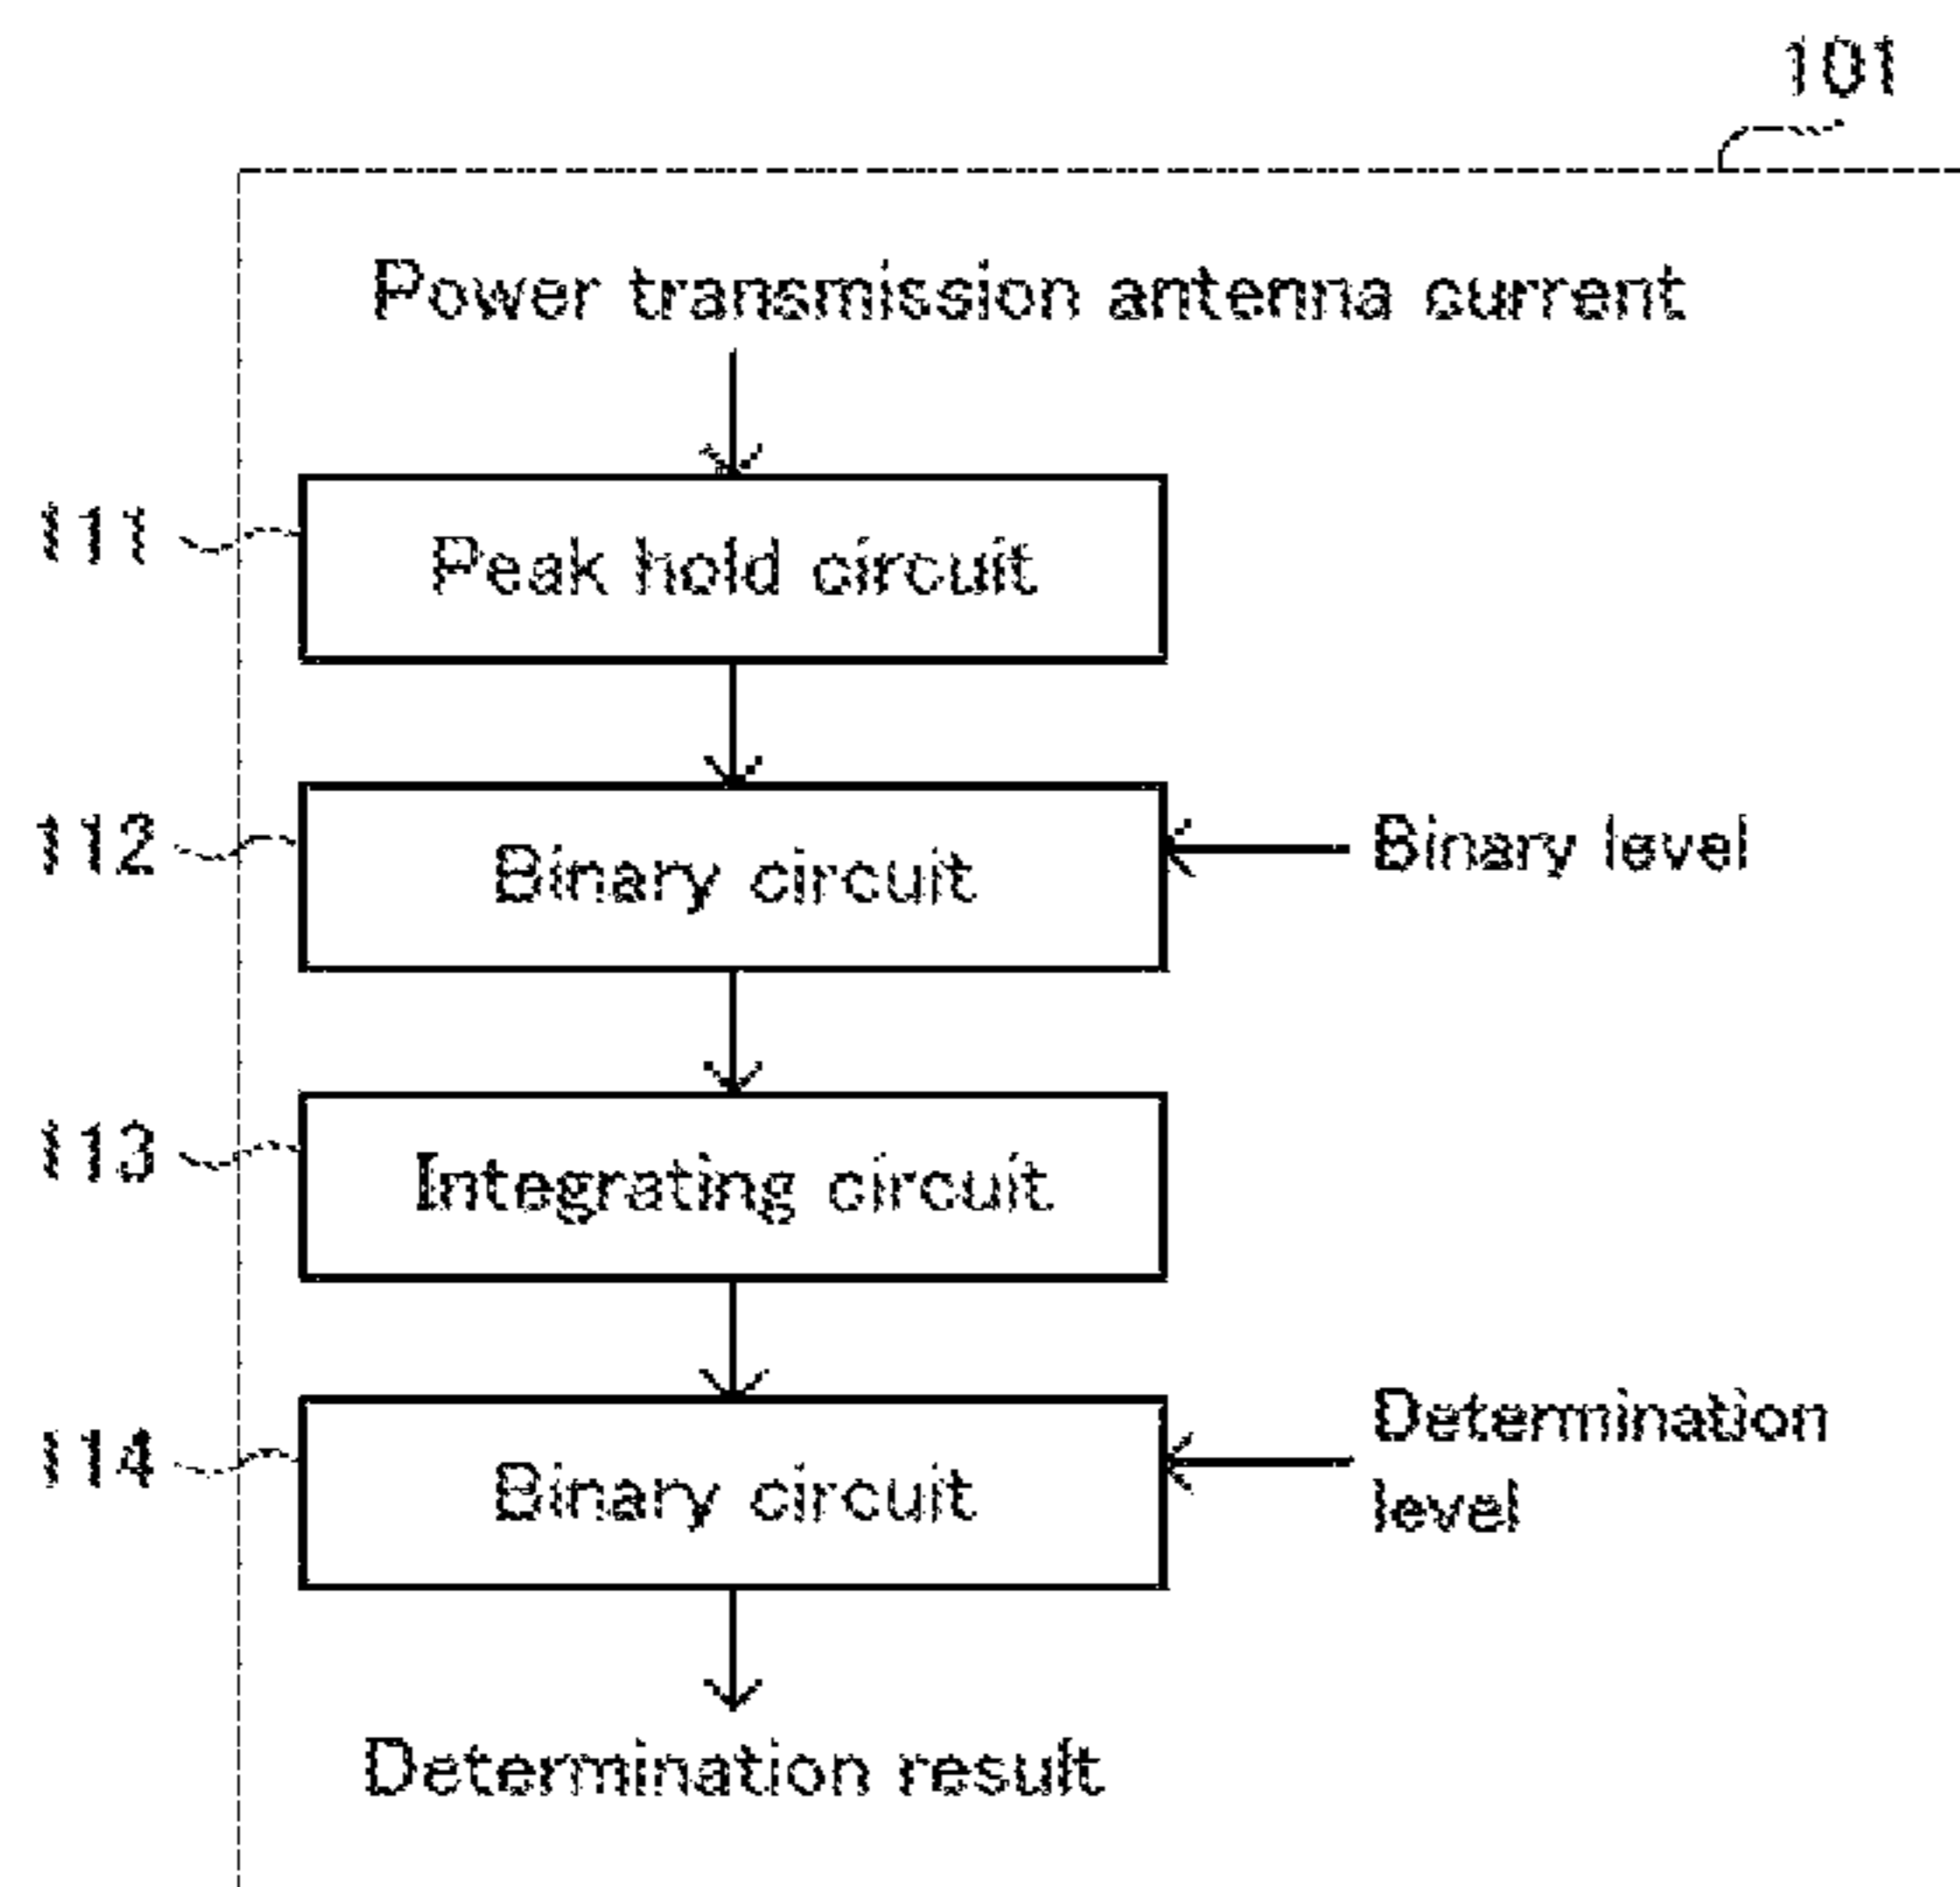 101
Power transmission antenna current
111
Peak hold circuit
112
Binary circuit
Binary level
113
Integrating circuit
114
Binary circuit
Determination
level
Determination result